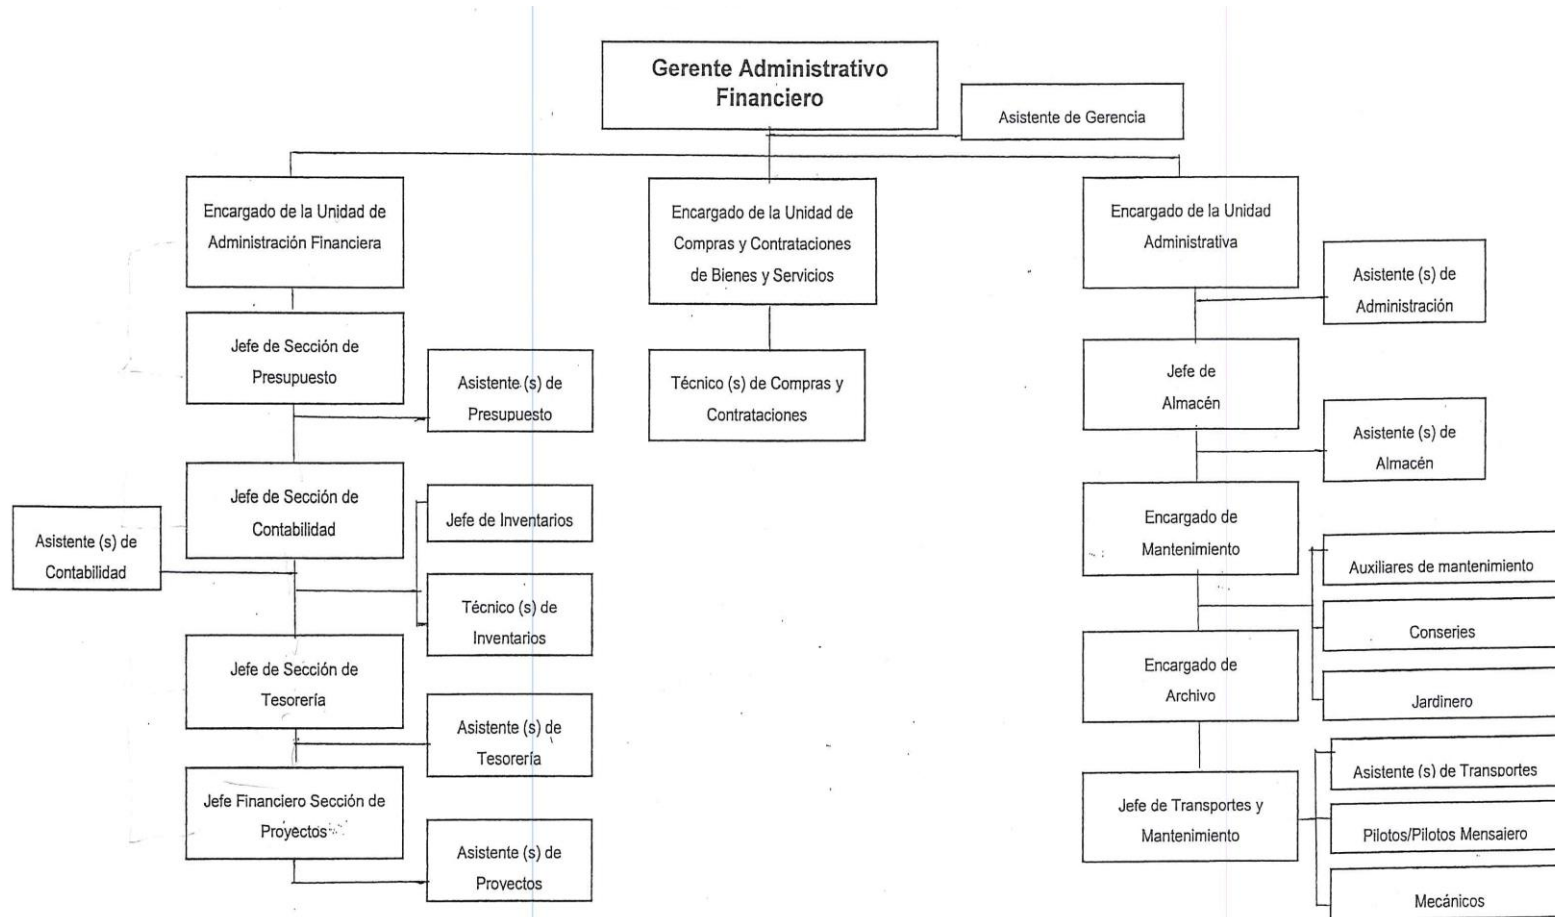 Gerente Administrativo
Financiero
Asistente de Gerencia
Encargado de la Unidad de
Administración Financiera
Encargado de la Unidad de
Compras y Contrataciones
de Bienes y Servicios
Encargado de la Unidad
Administrativa
Asistente (s) de
Administración
Jefe de Sección de
Presupuesto
Asistente (s) de
Presupuesto
Técnico (s) de Compras y
Contrataciones
Jefe de
Almacén
Asistente (s) de
Almacén
Jefe de Sección de
Contabilidad
Asistente (s) de
Contabilidad
Jefe de Inventarios
Técnico (s) de
Inventarios
Encargado de
Mantenimiento
Auxiliares de mantenimiento
Conserjes
Jardinero
Jefe de Sección de
Tesorería
Asistente (s) de
Tesorería
Encargado de
Archivo
Jefe Financiero Sección de
Proyectos
Asistente (s) de
Proyectos
Jefe de Transportes y
Mantenimiento
Asistente (s) de Transportes
Pilotos/Pilotos Mensajero
Mecánicos